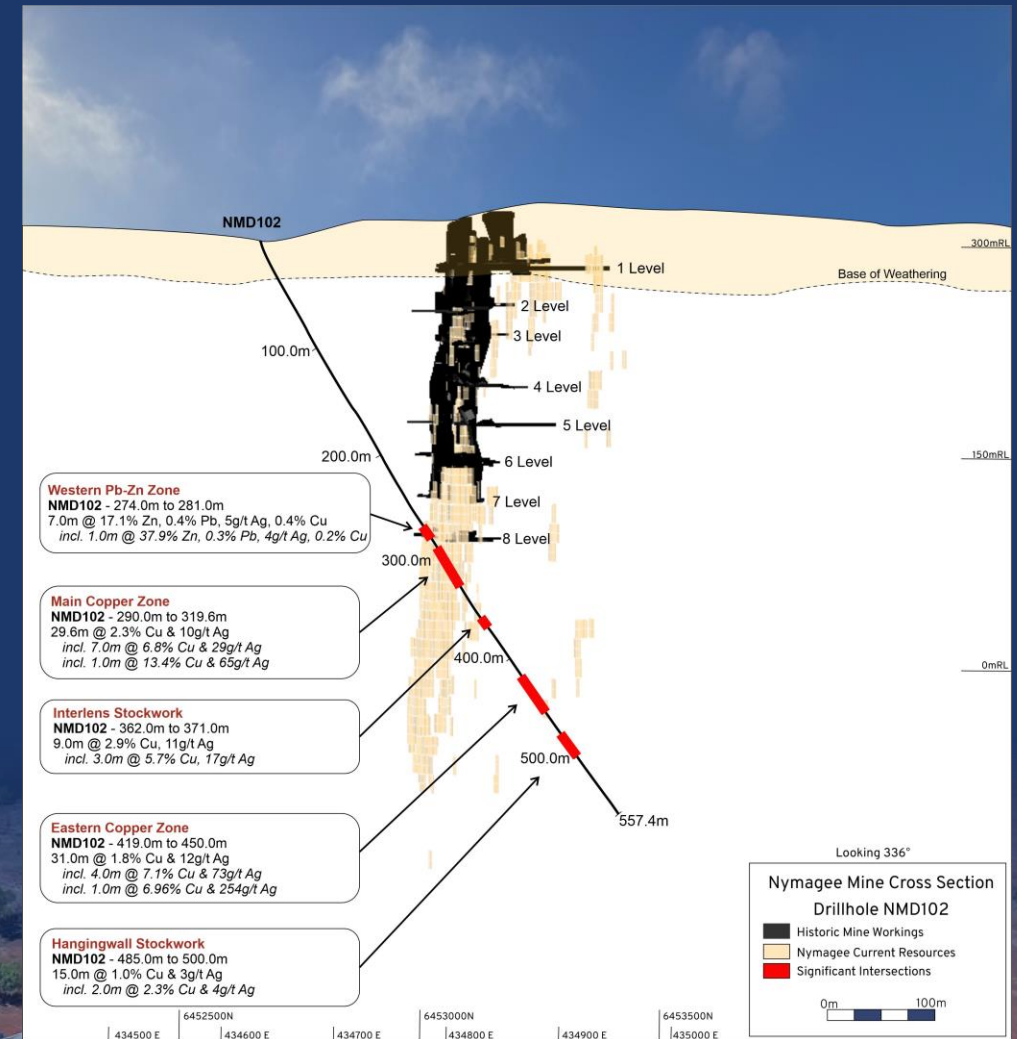 NMD102
300mRL
1 Level
Base of Weathering
2 Level
3 Level
100.0m
4 Level
5 Level
200.0m
6 Level
150mRL
Western Pb-Zn Zone
NMD102 - 274.0m to 281.0m
7.0m @ 17.1% Zn, 0.4% Pb, 5g/t Ag, 0.4% Cu
incl. 1.0m @ 37.9% Zn, 0.3% Pb, 4g/t Ag, 0.2% Cu
7 Level
8 Level
300.0m
Main Copper Zone
NMD102 - 290.0m to 319.6m
29.6m @ 2.3% Cu & 10g/t Ag
incl. 7.0m @ 6.8% Cu & 29g/t Ag
incl. 1.0m @ 13.4% Cu & 65g/t Ag
400.0m
0mRL
Interlens Stockwork
NMD102 - 362.0m to 371.0m
9.0m @ 2.9% Cu, 11g/t Ag
incl. 3.0m @ 5.7% Cu, 17g/t Ag
500.0m
557.4m
Eastern Copper Zone
NMD102 - 419.0m to 450.0m
31.0m @ 1.8% Cu & 12g/t Ag
incl. 4.0m @ 7.1% Cu & 73g/t Ag
incl. 1.0m @ 6.96% Cu & 254g/t Ag
Hangingwall Stockwork
NMD102 - 485.0m to 500.0m
15.0m @ 1.0% Cu & 3g/t Ag
incl. 2.0m @ 2.3% Cu & 4g/t Ag
Looking 336°
Nymagee Mine Cross Section
Drillhole NMD102
Historic Mine Workings
Nymagee Current Resources
Significant Intersections
0m 100m
6452500N 6453000N 6453500N
434500 E 434600 E 434700 E 434800 E 434900 E 435000 E